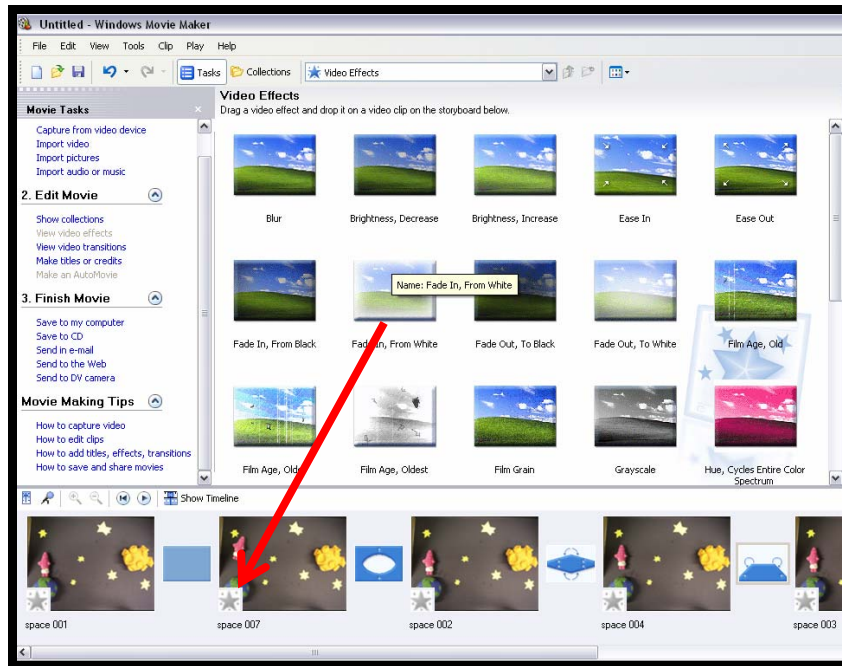 Untitled - Windows Movie Maker
File Edit View Tools Clip Play Help
Tasks Collections Video Effects
Movie Tasks
Capture from video device
Import video
Import pictures
Import audio or music
2. Edit Movie
Show collections
View video effects
View video transitions
Make titles or credits
Make an AutoMovie
3. Finish Movie
Save to my computer
Save to CD
Send in e-mail
Send to the Web
Send to DV camera
Movie Making Tips
How to capture video
How to edit clips
How to add titles, effects, transitions
How to save and share movies
Video Effects
Drag a video effect and drop it on a video clip on the storyboard below.
Blur
Brightness, Decrease
Brightness, Increase
Ease In
Ease Out
Name: Fade In, From White
Fade In, From Black
Fade In, From White
Fade Out, To Black
Fade Out, To White
Film Age, Old
Film Age, Older
Film Age, Oldest
Film Grain
Grayscale
Hue, Cycles Entire Color
Spectrum
Show Timeline
space 001
space 007
space 002
space 004
space 003